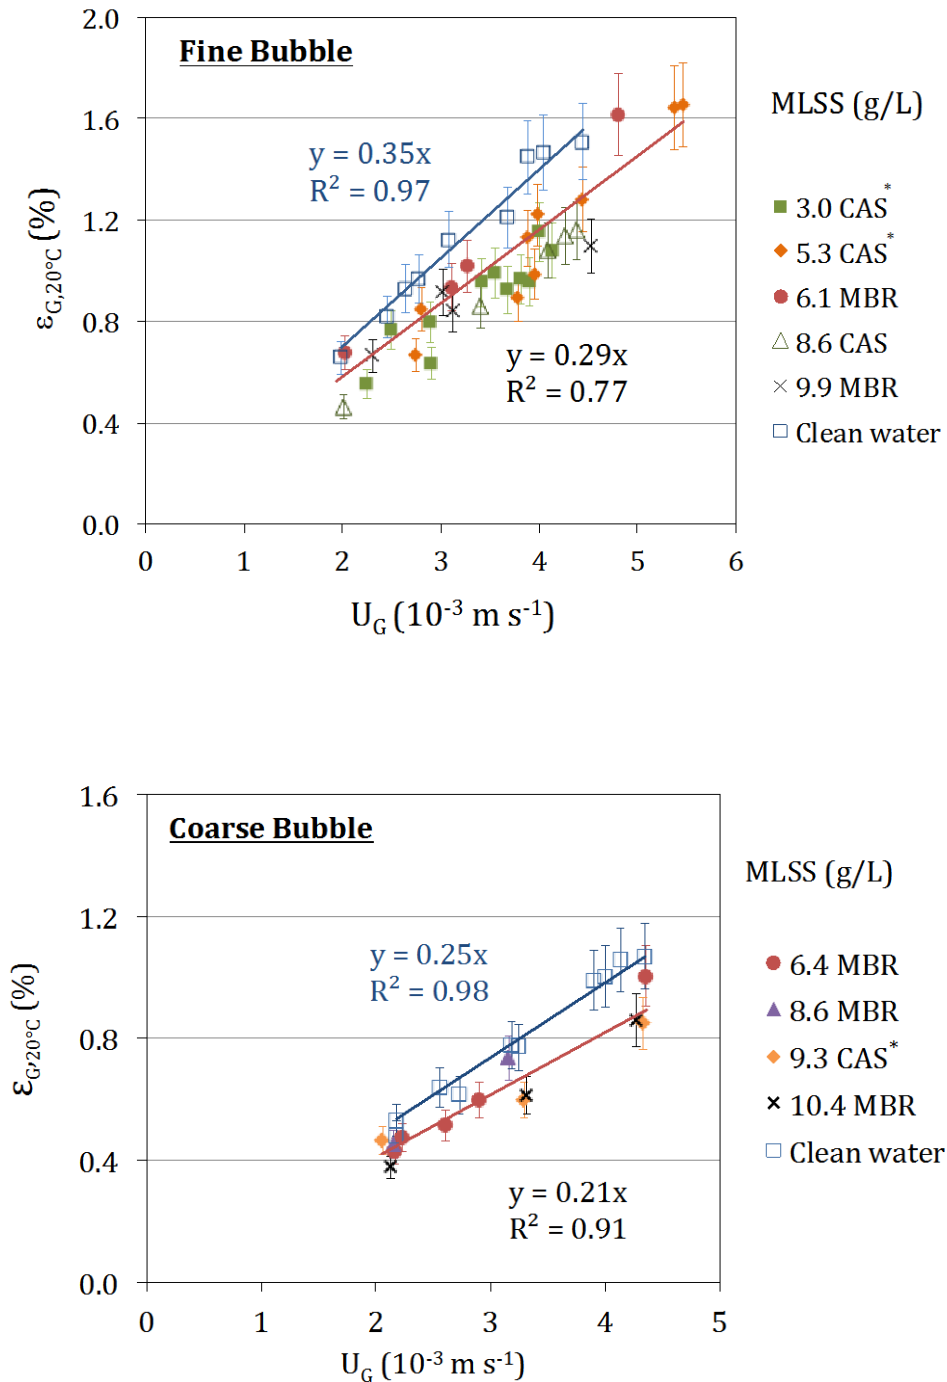 Fine Bubble
2.0
1.6
1.2
0.8
0.4
0.0
εG,20°C (%)
y = 0.35x
R² = 0.97
y = 0.29x
R² = 0.77
0 1 2 3 4 5 6
UG (10⁻³ m s⁻¹)
MLSS (g/L)
3.0 CAS*
5.3 CAS*
6.1 MBR
8.6 CAS
9.9 MBR
Clean water
Coarse Bubble
1.6
1.2
0.8
0.4
0.0
εG,20°C (%)
y = 0.25x
R² = 0.98
y = 0.21x
R² = 0.91
0 1 2 3 4 5
UG (10⁻³ m s⁻¹)
MLSS (g/L)
6.4 MBR
8.6 MBR
9.3 CAS*
10.4 MBR
Clean water